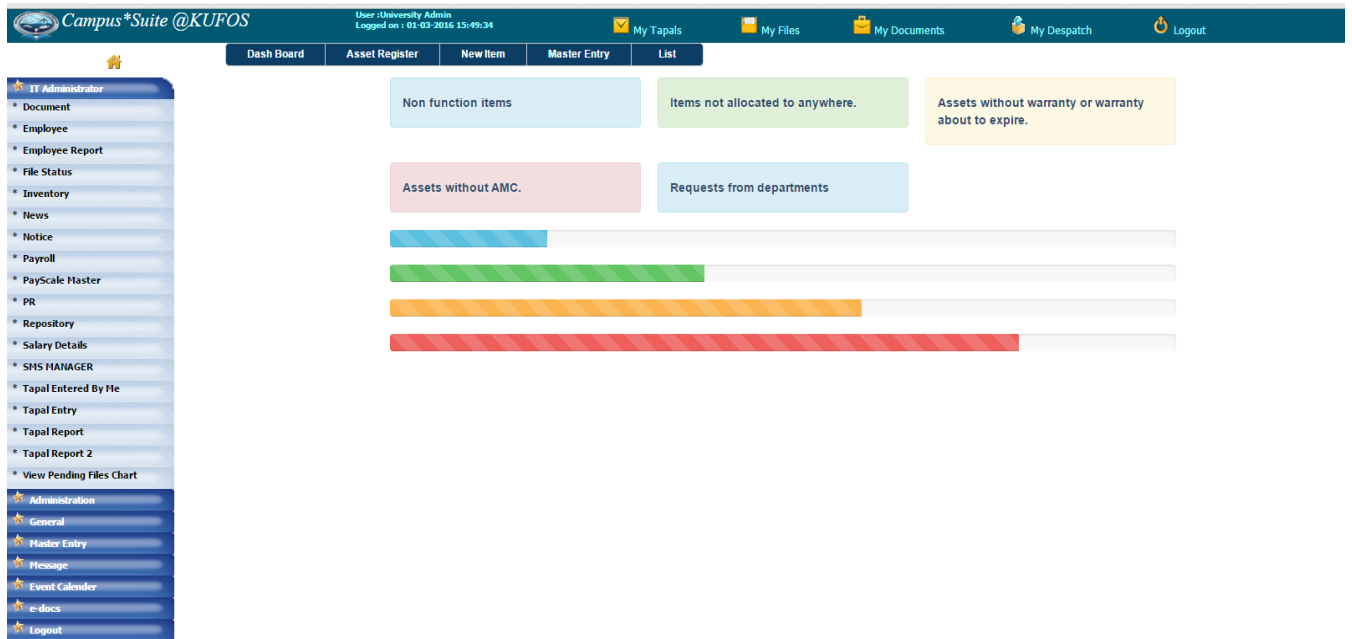 Campus*Suite @KUFOS
User :University Admin
Logged on : 01-03-2016 15:49:34
My Tapals
My Files
My Documents
My Despatch
Logout
Dash Board
Asset Register
New Item
Master Entry
List
IT Administrator
* Document
* Employee
* Employee Report
* File Status
* Inventory
* News
* Notice
* Payroll
* PayScale Master
* PR
* Repository
* Salary Details
* SMS MANAGER
* Tapal Entered By Me
* Tapal Entry
* Tapal Report
* Tapal Report 2
* View Pending Files Chart
Administration
General
Master Entry
Message
Event Calender
e-docs
Logout
Non function items
Items not allocated to anywhere.
Assets without warranty or warranty
about to expire.
Assets without AMC.
Requests from departments